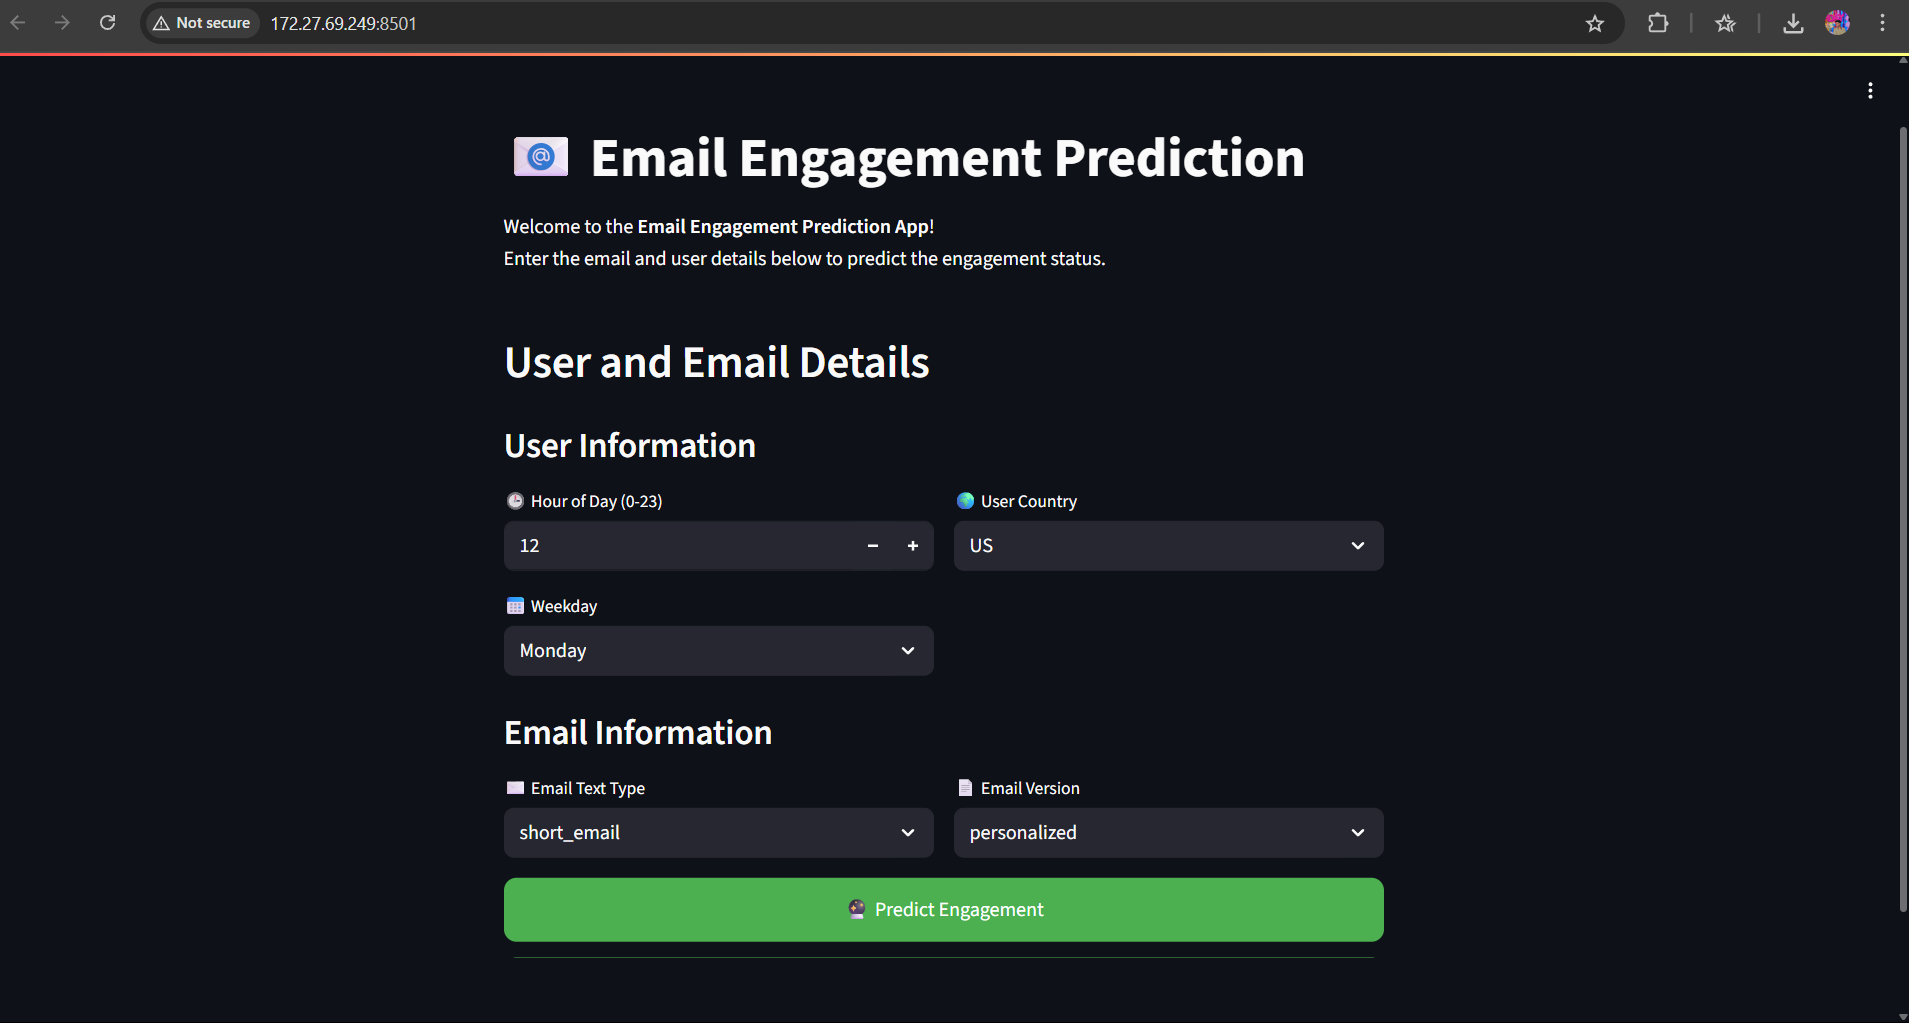 Not secure 172.27.69.249:8501
Email Engagement Prediction
Welcome to the Email Engagement Prediction App!
Enter the email and user details below to predict the engagement status.
User and Email Details
User Information
Hour of Day (0-23)
User Country
12
US
Weekday
Monday
Email Information
Email Text Type
Email Version
short_email
personalized
Predict Engagement